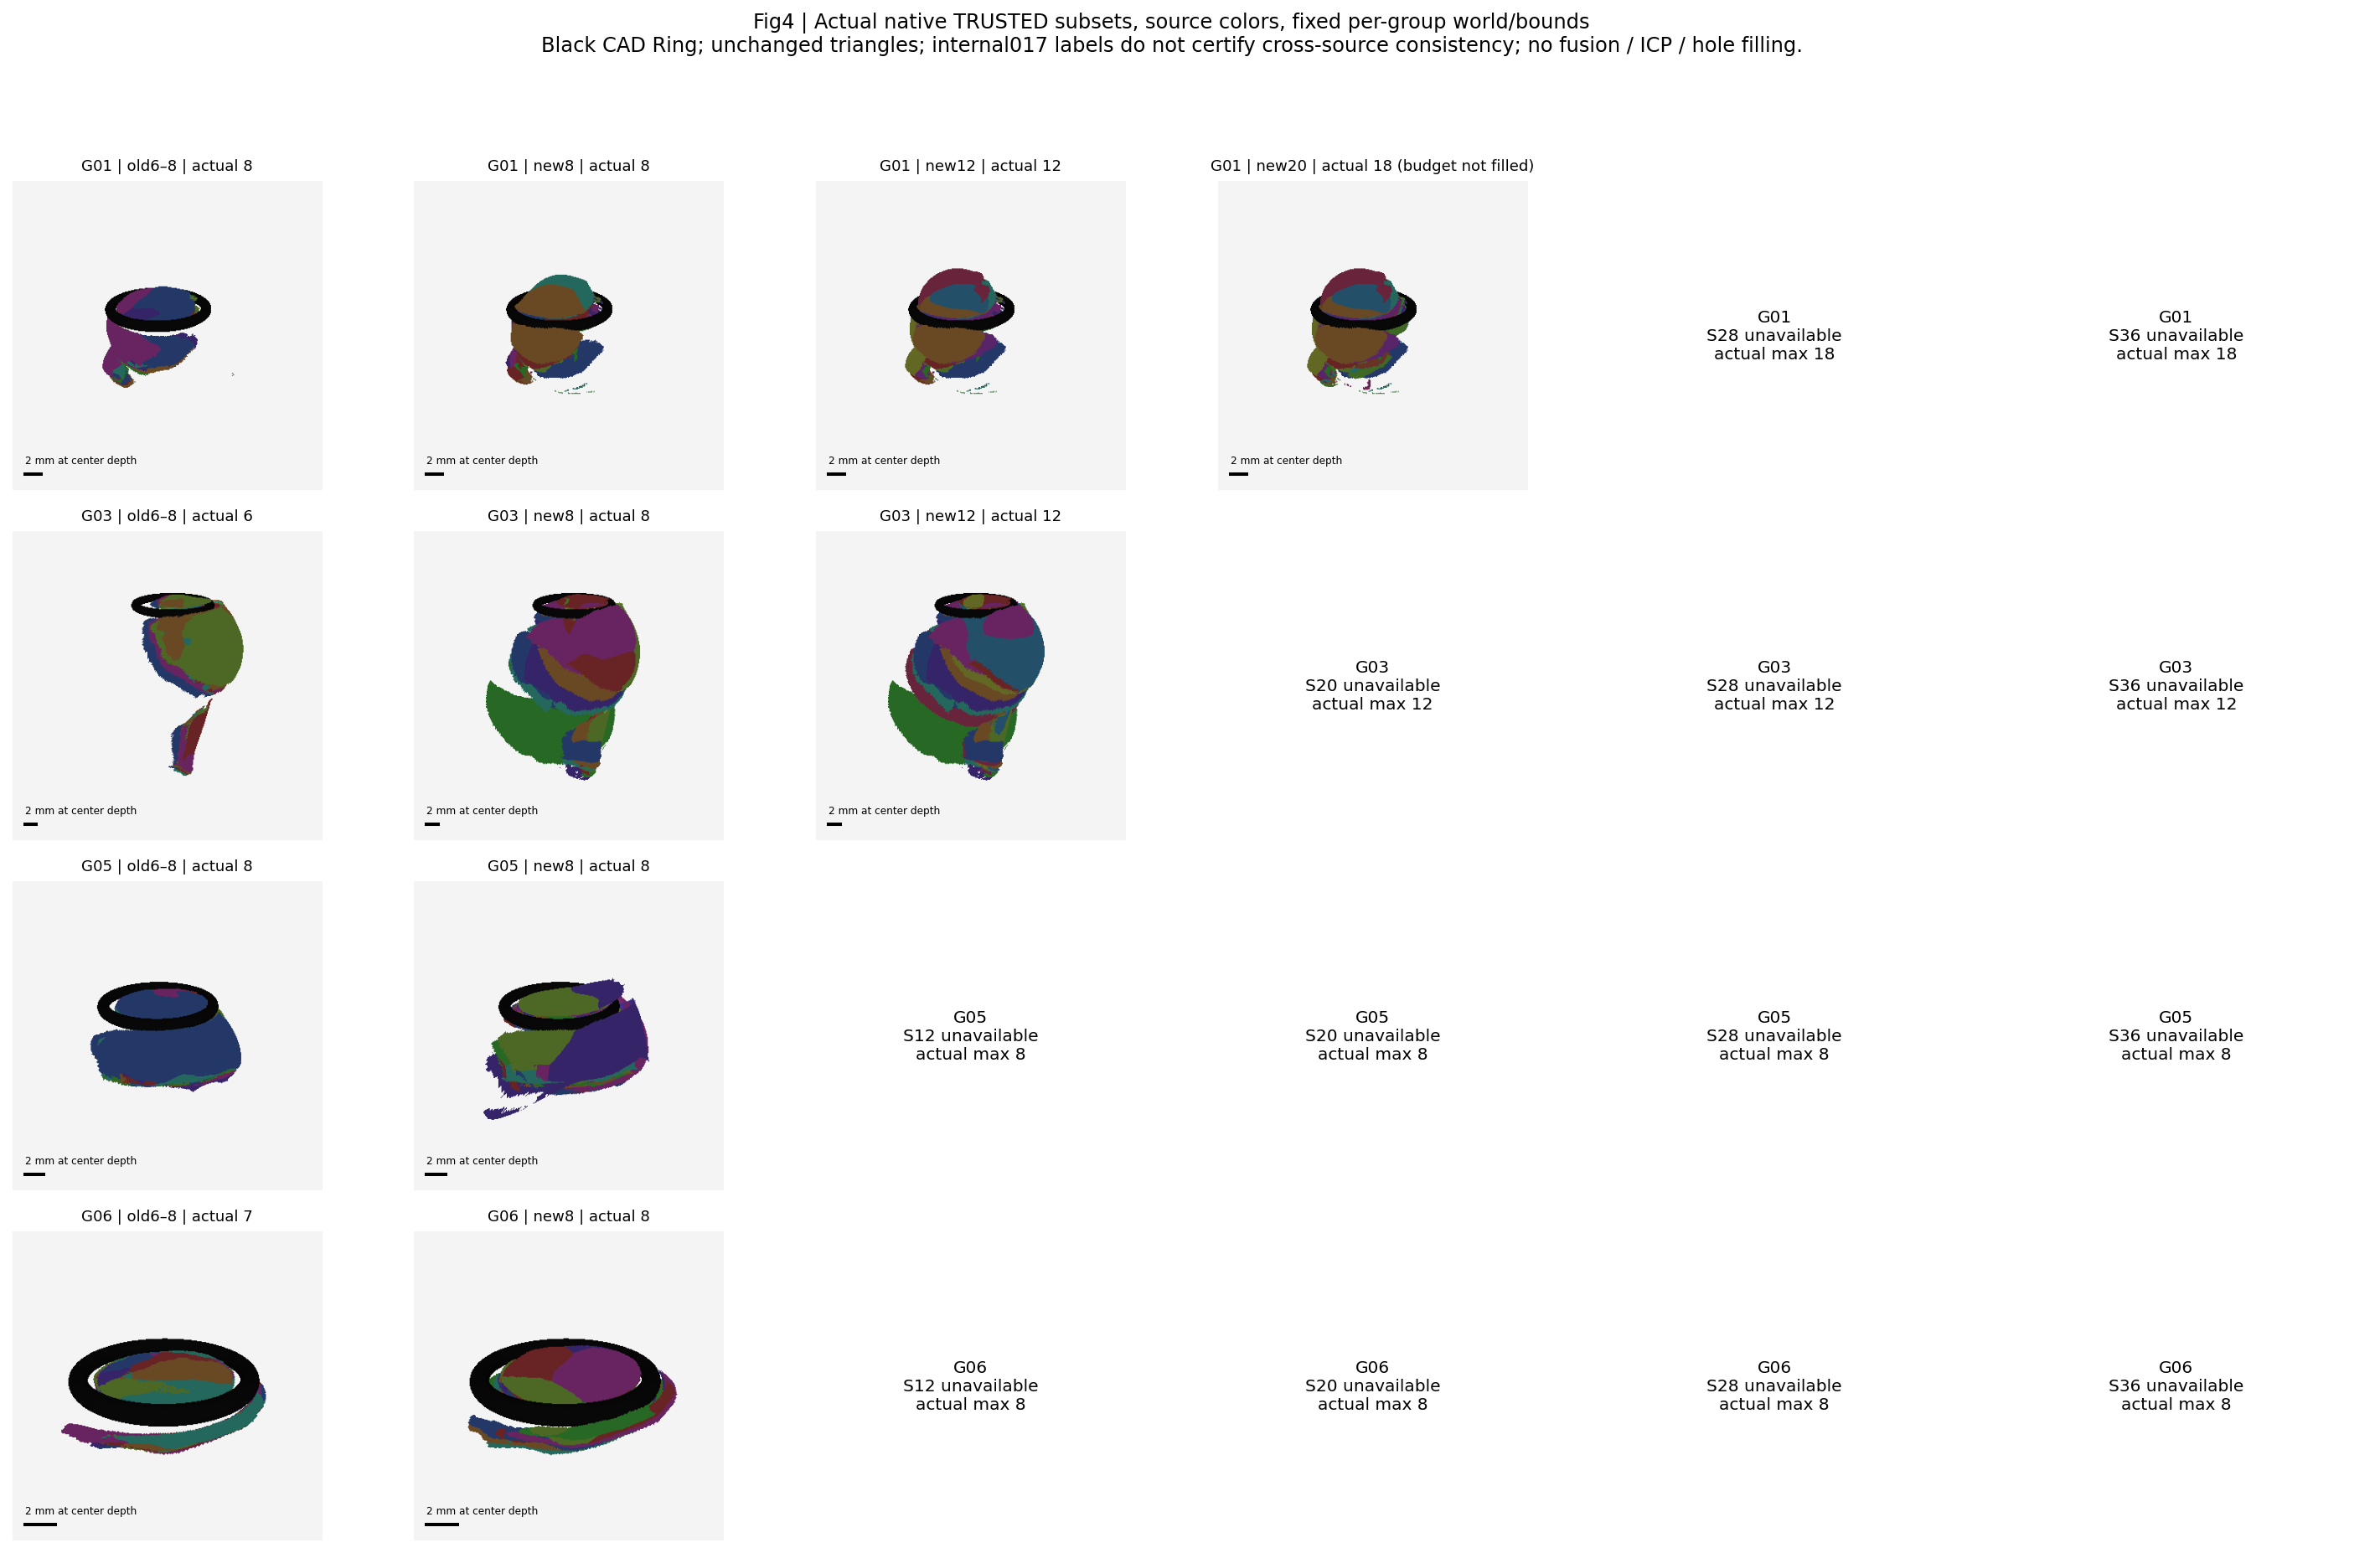 Fig4 | Actual native TRUSTED subsets, source colors, fixed per-group world/bounds
Black CAD Ring; unchanged triangles; internal017 labels do not certify cross-source consistency; no fusion / ICP / hole filling.
G01 | old6–8 | actual 8
G01 | new8 | actual 8
G01 | new12 | actual 12
G01 | new20 | actual 18 (budget not filled)
2 mm at center depth
2 mm at center depth
2 mm at center depth
2 mm at center depth
G01
S28 unavailable
actual max 18
G01
S36 unavailable
actual max 18
G03 | old6–8 | actual 6
G03 | new8 | actual 8
G03 | new12 | actual 12
2 mm at center depth
2 mm at center depth
2 mm at center depth
G03
S20 unavailable
actual max 12
G03
S28 unavailable
actual max 12
G03
S36 unavailable
actual max 12
G05 | old6–8 | actual 8
G05 | new8 | actual 8
2 mm at center depth
2 mm at center depth
G05
S12 unavailable
actual max 8
G05
S20 unavailable
actual max 8
G05
S28 unavailable
actual max 8
G05
S36 unavailable
actual max 8
G06 | old6–8 | actual 7
G06 | new8 | actual 8
2 mm at center depth
2 mm at center depth
G06
S12 unavailable
actual max 8
G06
S20 unavailable
actual max 8
G06
S28 unavailable
actual max 8
G06
S36 unavailable
actual max 8